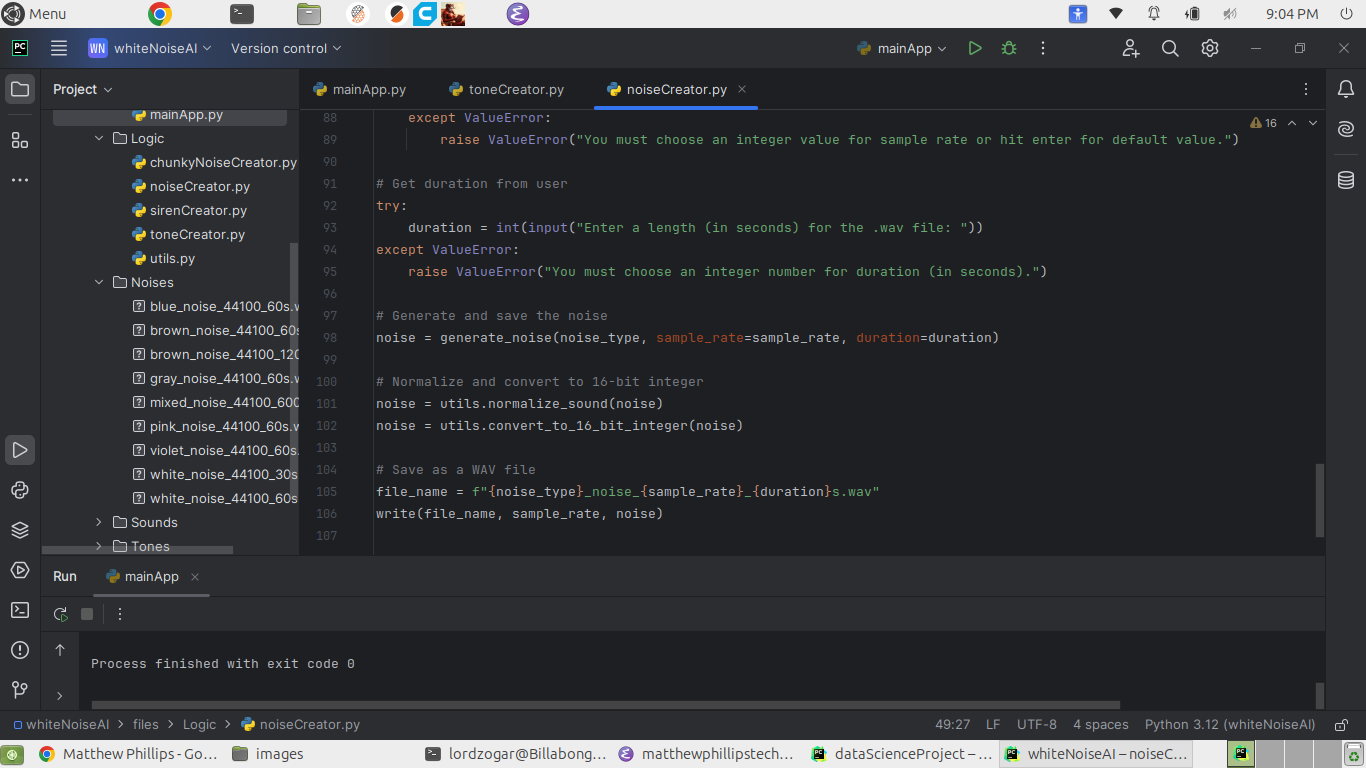 Menu
9:04 PM
PC
WN whiteNoiseAI
Version control
mainApp
Project
mainApp.py
toneCreator.py
noiseCreator.py
mainApp.py
Logic
chunkyNoiseCreator.py
noiseCreator.py
sirenCreator.py
toneCreator.py
utils.py
Noises
blue_noise_44100_60s.w
brown_noise_44100_60s
brown_noise_44100_120
gray_noise_44100_60s.w
mixed_noise_44100_600
pink_noise_44100_60s.w
violet_noise_44100_60s.
white_noise_44100_30s
white_noise_44100_60s
Sounds
Tones
16
88 except ValueError:
89 raise ValueError("You must choose an integer value for sample rate or hit enter for default value.")
90
91 # Get duration from user
92 try:
93 duration = int(input("Enter a length (in seconds) for the .wav file: "))
94 except ValueError:
95 raise ValueError("You must choose an integer number for duration (in seconds).")
96
97 # Generate and save the noise
98 noise = generate_noise(noise_type, sample_rate=sample_rate, duration=duration)
99
100 # Normalize and convert to 16-bit integer
101 noise = utils.normalize_sound(noise)
102 noise = utils.convert_to_16_bit_integer(noise)
103
104 # Save as a WAV file
105 file_name = f"{noise_type}_noise_{sample_rate}_{duration}s.wav"
106 write(file_name, sample_rate, noise)
107
Run
mainApp
Process finished with exit code 0
whiteNoiseAI > files > Logic > noiseCreator.py
49:27 LF UTF-8 4 spaces Python 3.12 (whiteNoiseAI)
Matthew Phillips - Go...
images
lordzogar@Billabong...
matthewphillipstech...
dataScienceProject – ...
whiteNoiseAI – noiseC...